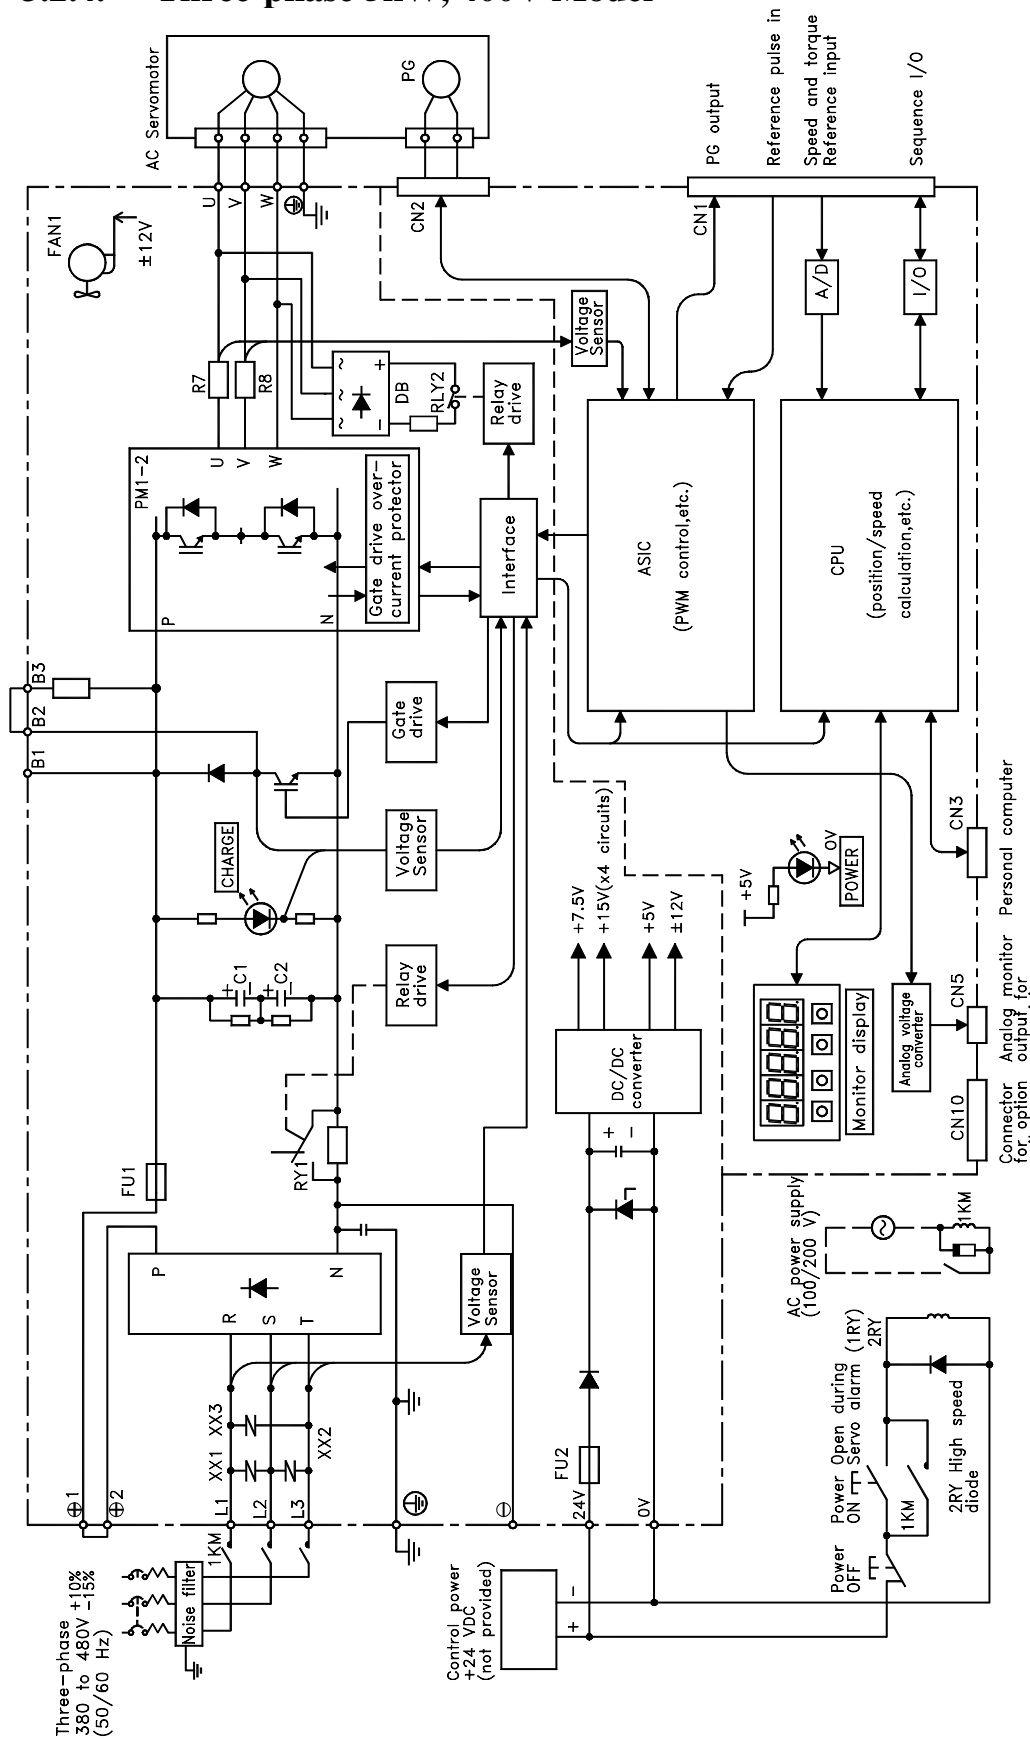 Three-phase
380 to 480V +10% -15%
(50/60 Hz)
Noise filter
1KM
L1
L2
L3
XX1
XX3
XX2
⊕1
⊕2
⊖
R
S
T
P
N
FU1
Voltage
Sensor
RY1
Relay
drive
+
C1
+
C2
CHARGE
Voltage
Sensor
Gate
drive
B1
B2
B3
P
N
PM1-2
U
V
W
Gate drive over-
current protector
Interface
Relay
drive
RLY2
DB
~
~
~
+
−
R7
R8
Voltage
Sensor
U
V
W
FAN1
±12V
AC Servomotor
PG
CN2
CN1
PG output
Reference pulse in
Speed and torque
Reference input
Sequence I/O
A/D
I/O
ASIC
(PWM control,etc.)
CPU
(position/speed
calculation,etc.)
Control power
+24 VDC
(not provided)
+
−
24V
0V
FU2
+
−
DC/DC
converter
+7.5V
+15V(x4 circuits)
+5V
±12V
+5V
0V
POWER
Monitor display
88888
Analog voltage
converter
CN10
CN5
CN3
Connector
for option
Analog monitor
output for
Personal computer
AC power supply
(100/200 V)
1KM
Power
OFF
Power
ON
Open during
Servo alarm (1RY)
1KM
2RY
2RY High speed
diode